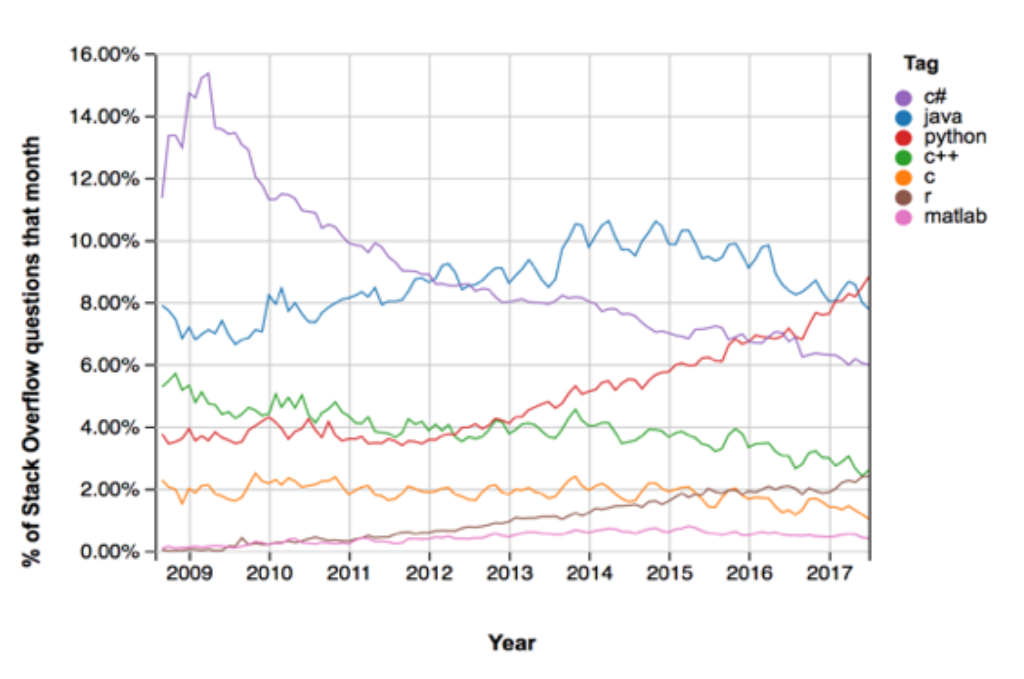 16.00%
14.00%
12.00%
10.00%
8.00%
6.00%
4.00%
2.00%
0.00%
% of Stack Overflow questions that month
2009 2010 2011 2012 2013 2014 2015 2016 2017
Year
Tag
c#
java
python
c++
c
r
matlab